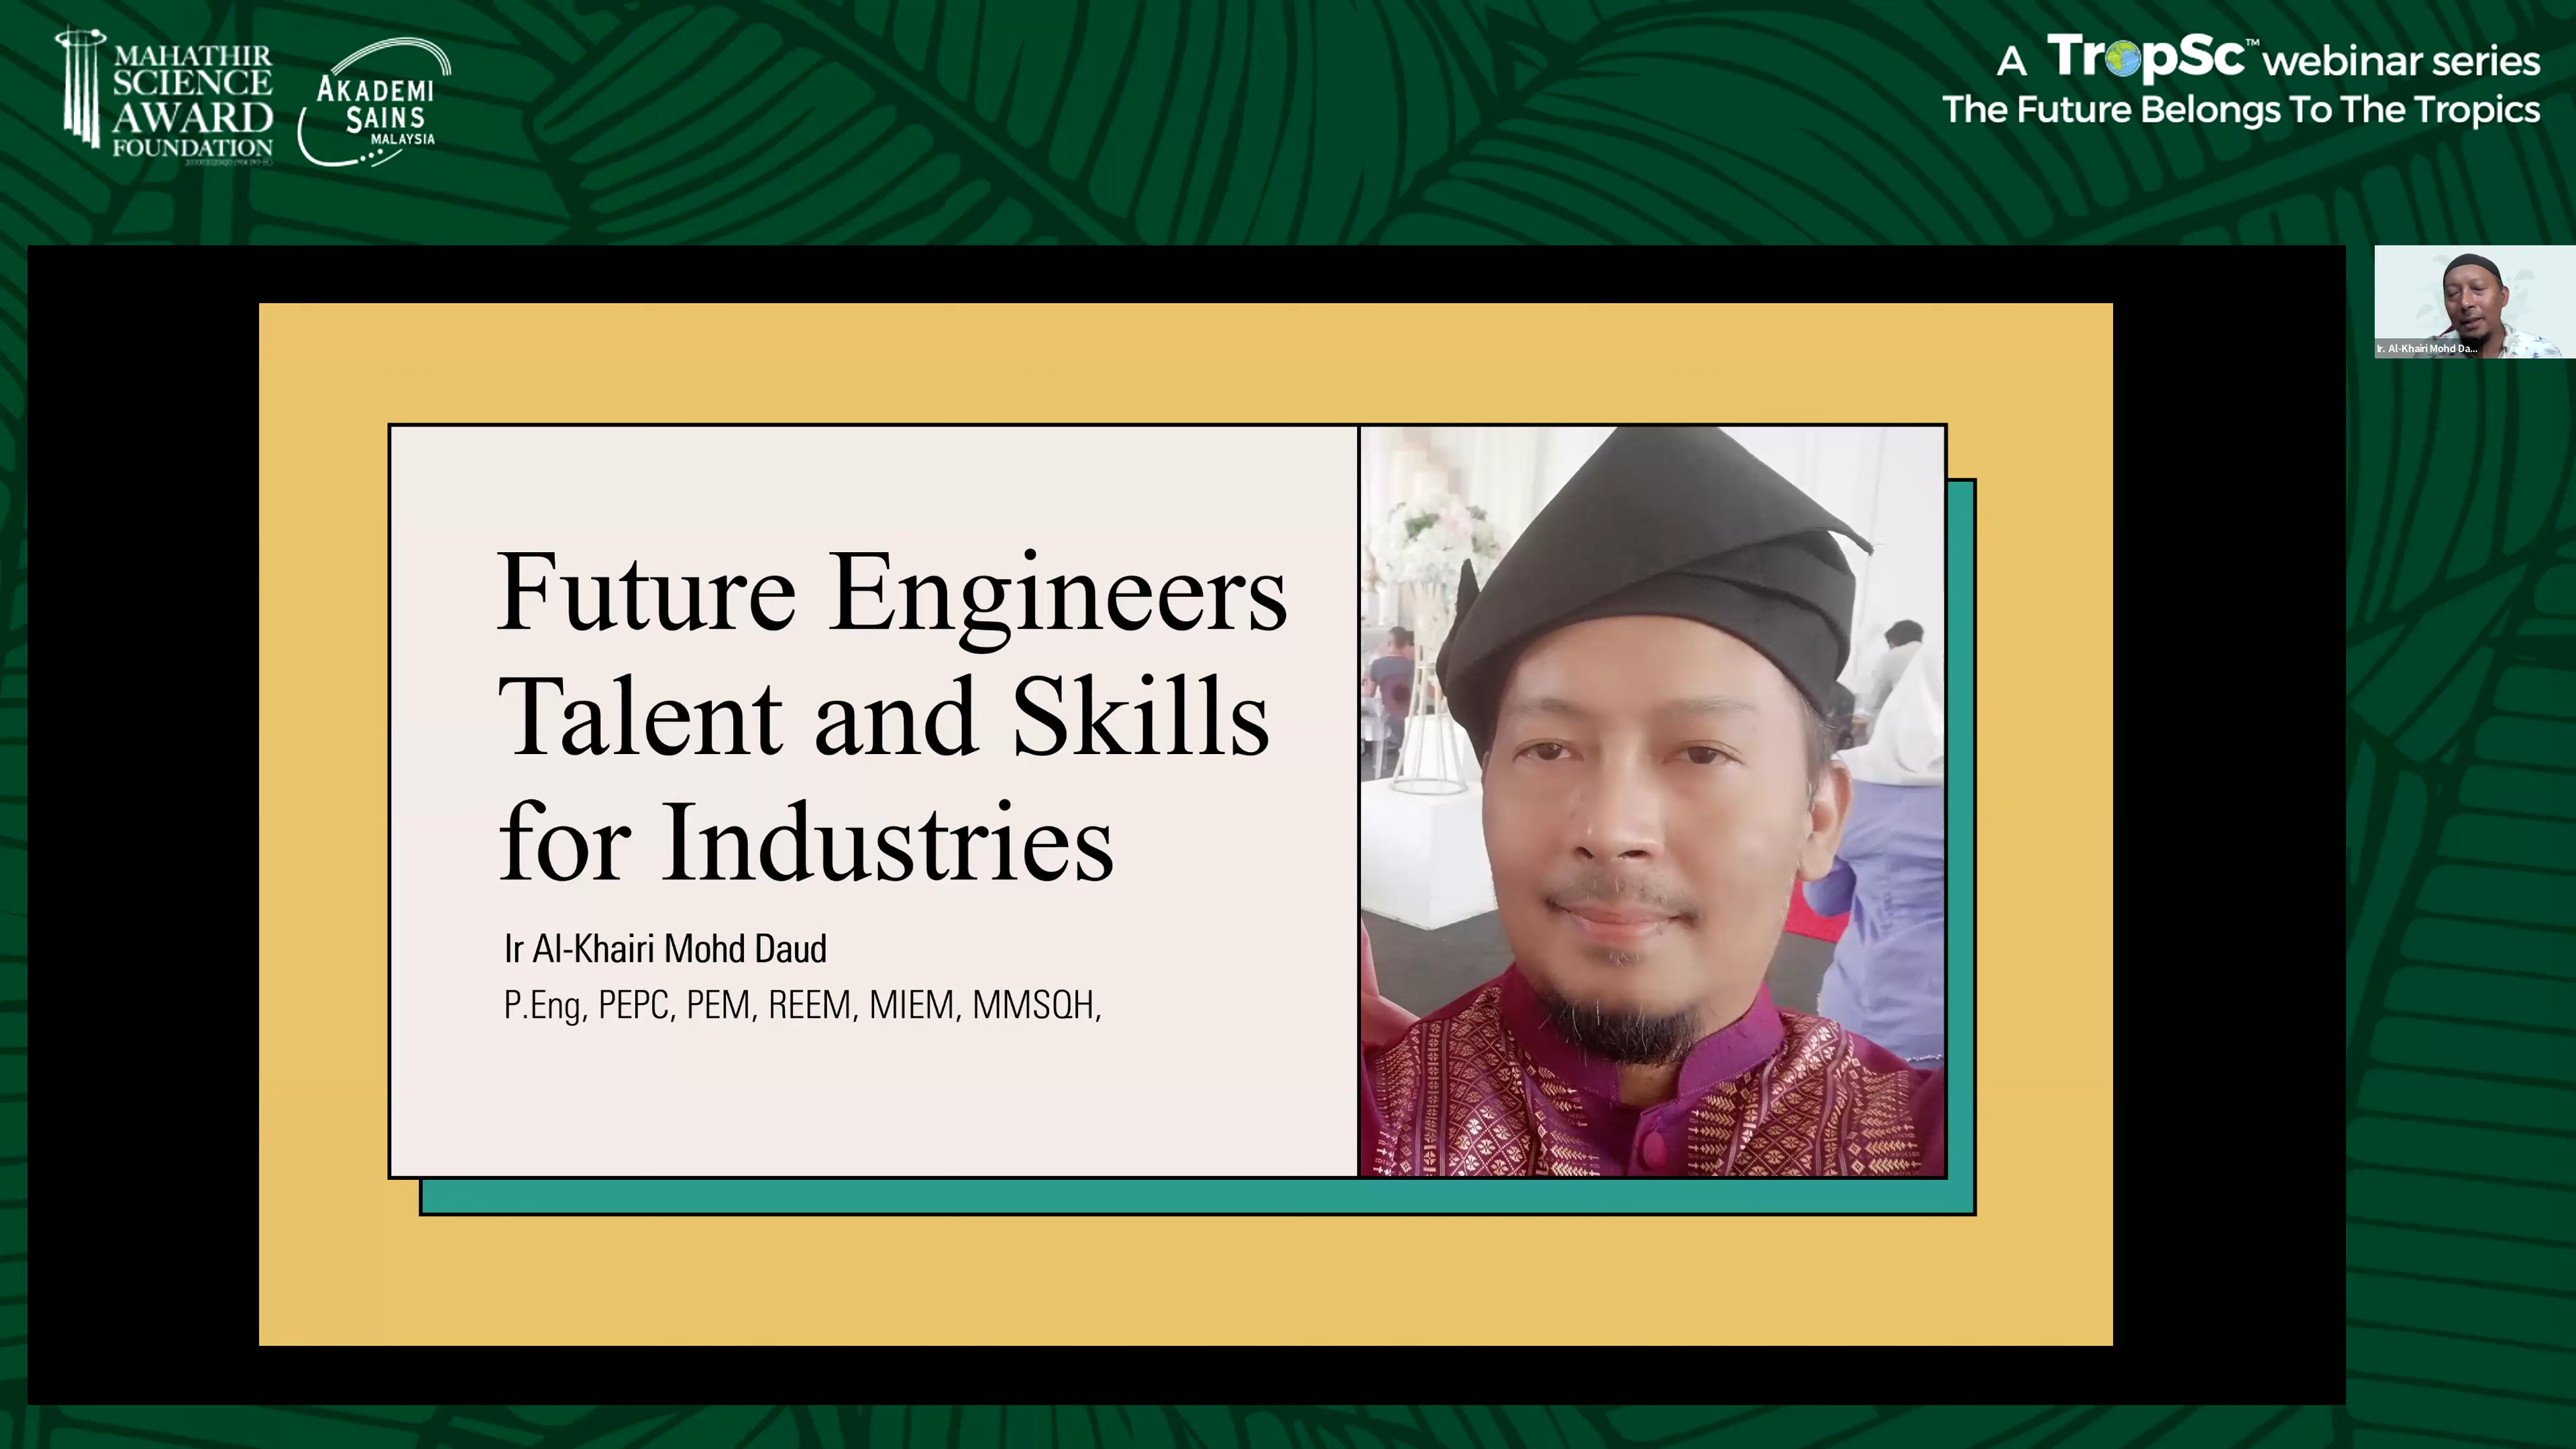 MAHATHIR
SCIENCE
AWARD
FOUNDATION
AKADEMI
SAINS
MALAYSIA
A TropSc™ webinar series
The Future Belongs To The Tropics
Future Engineers
Talent and Skills
for Industries
Ir Al-Khairi Mohd Daud
P.Eng, PEPC, PEM, REEM, MIEM, MMSQH,
Ir. Al-Khairi Mohd Da...